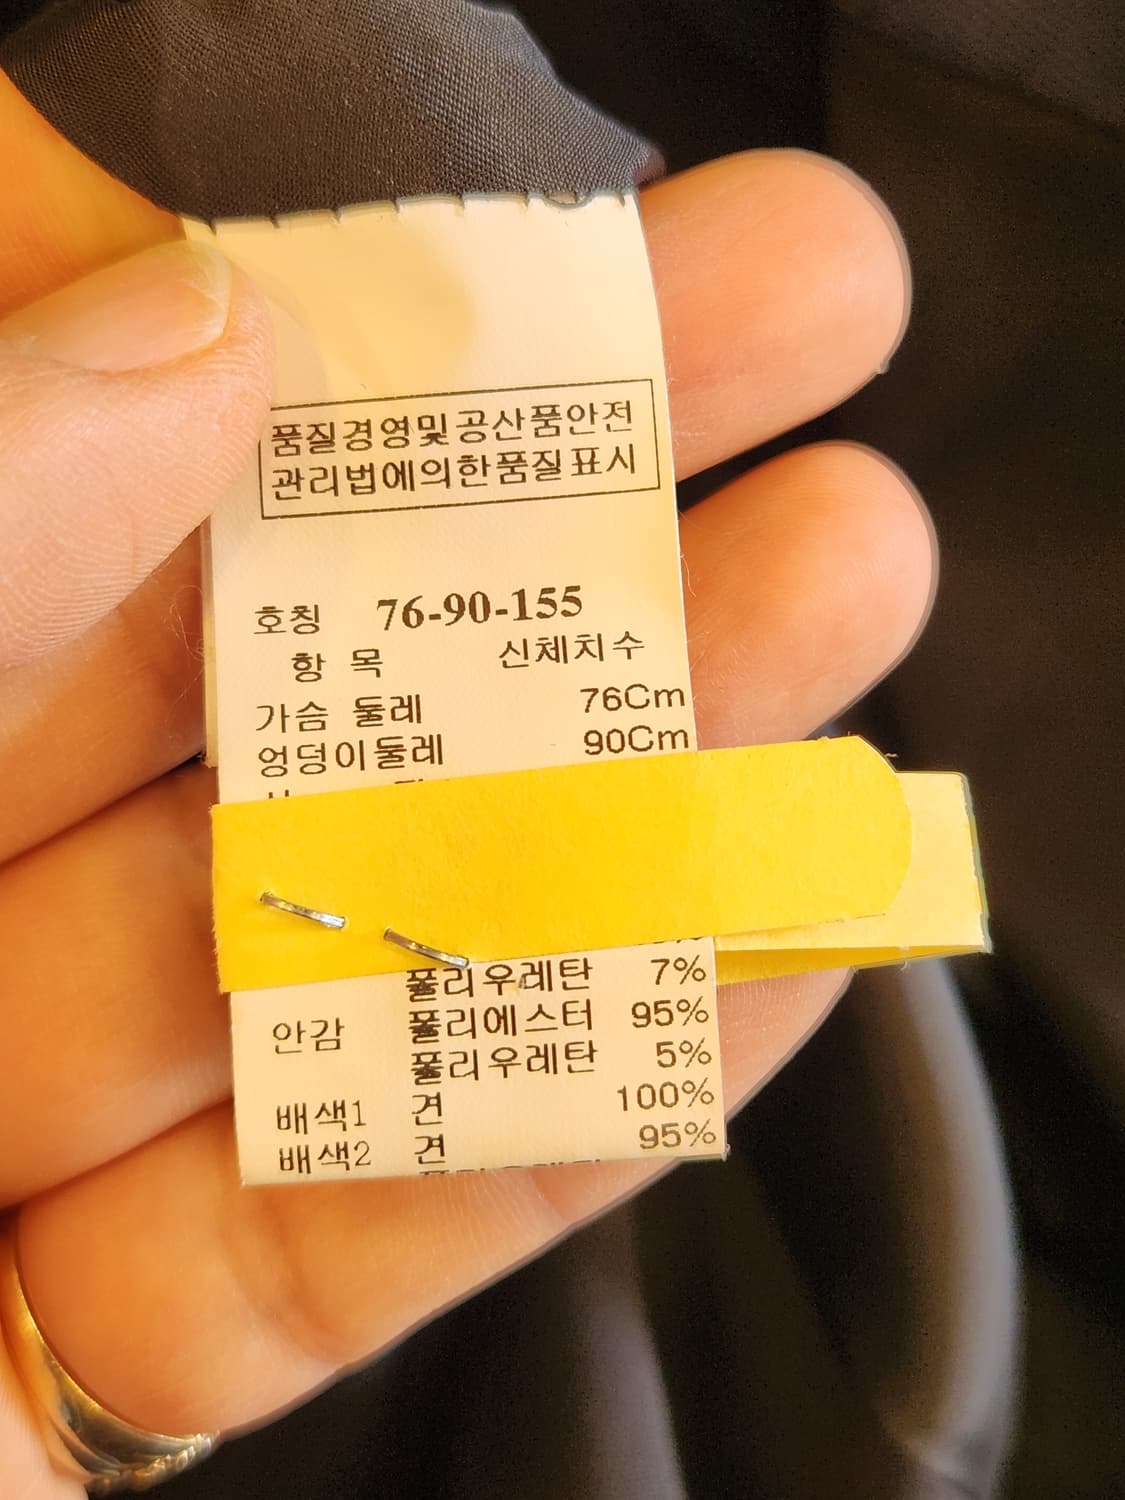 품질경영및공산품안전
관리법에의한품질표시
호칭 76-90-155
항 목 신체치수
가슴 둘레 76Cm
엉덩이둘레 90Cm
폴리우레탄 7%
안감 폴리에스터 95%
폴리우레탄 5%
배색1 견 100%
배색2 견 95%